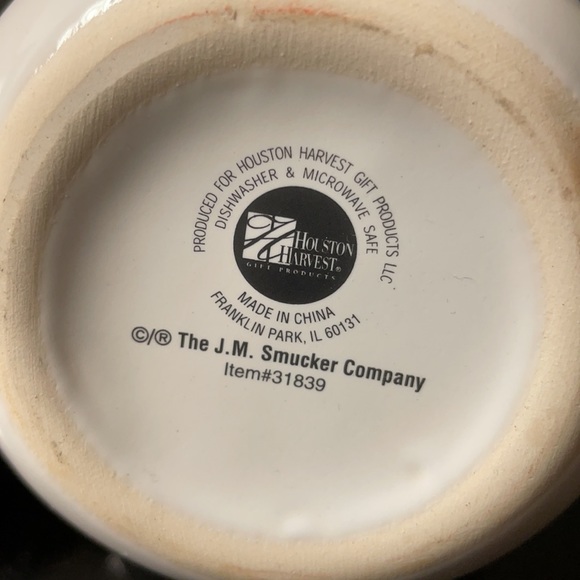 PRODUCED FOR HOUSTON HARVEST GIFT PRODUCTS LLC
DISHWASHER & MICROWAVE SAFE
HOUSTON
HARVEST®
GIFT PRODUCTS
MADE IN CHINA
FRANKLIN PARK, IL 60131
©/® The J.M. Smucker Company
Item#31839